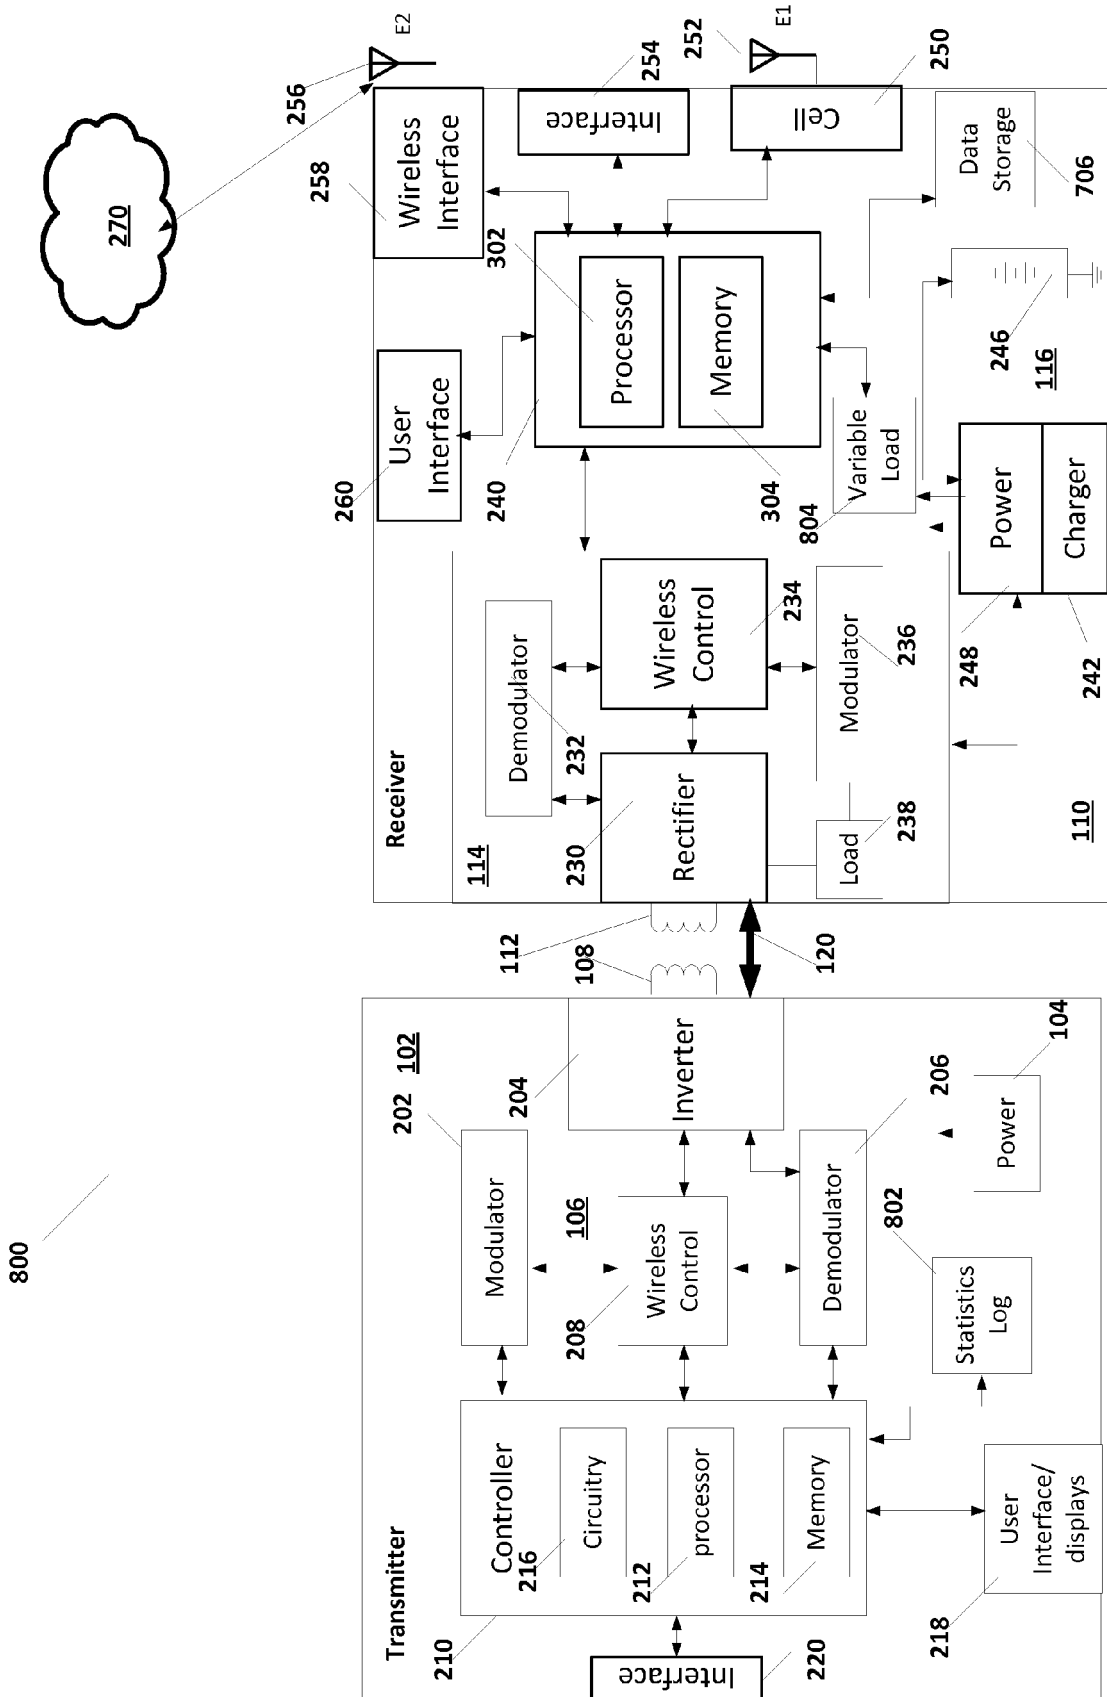 800
Transmitter
Interface
220
210
Controller
216
Circuitry
212
processor
214
Memory
218
User
Interface/
displays
802
Statistics
Log
202
Modulator
102
106
208
Wireless
Control
Demodulator
206
204
Inverter
Power
104
108
112
120
Receiver
114
Demodulator
232
230
Rectifier
Wireless
Control
234
Modulator
236
Load
238
110
260
User
Interface
240
302
Processor
304
Memory
804
Variable
Load
248
Power
242
Charger
246
116
258
Wireless
Interface
256
E2
270
254
Interface
252
E1
250
Cell
Data
Storage
706